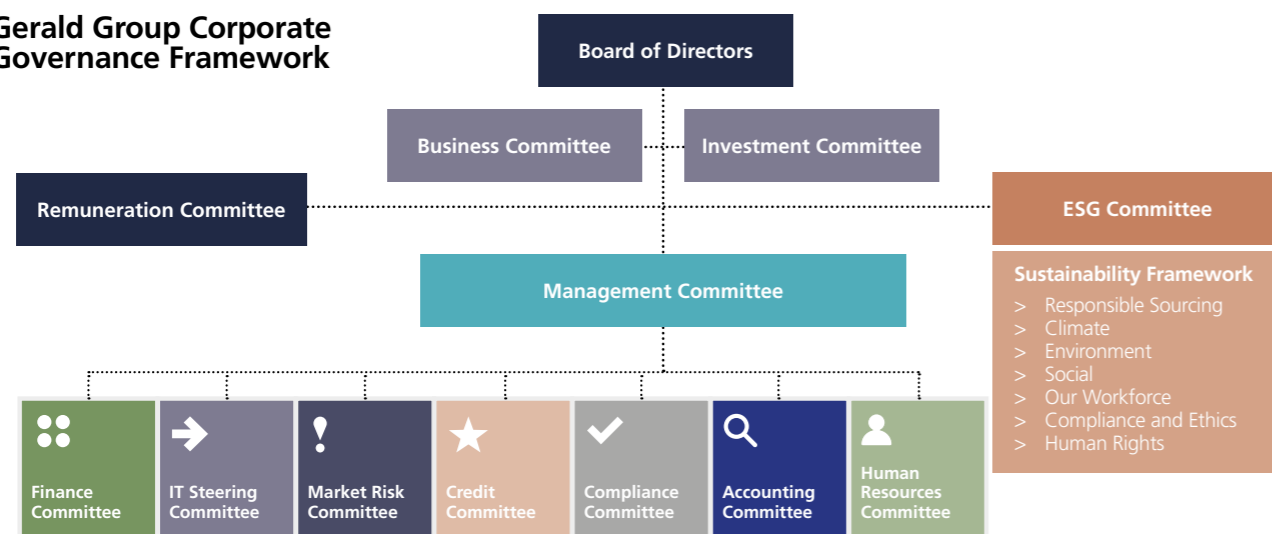 Gerald Group Corporate
Governance Framework
Board of Directors
Business Committee
Investment Committee
Remuneration Committee
ESG Committee
Management Committee
Sustainability Framework
> Responsible Sourcing
> Climate
> Environment
> Social
> Our Workforce
> Compliance and Ethics
> Human Rights
Finance
Committee
IT Steering
Committee
Market Risk
Committee
Credit
Committee
Compliance
Committee
Accounting
Committee
Human
Resources
Committee